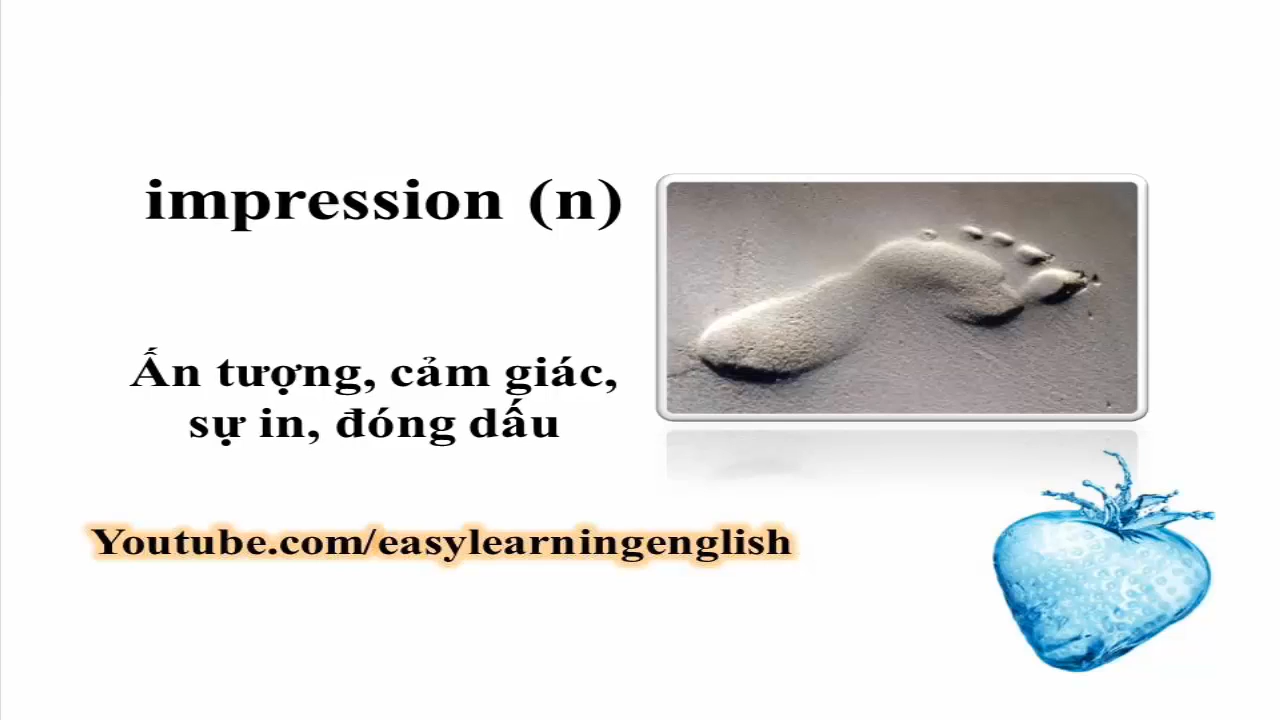 impression (n)
Ấn tượng, cảm giác,
sự in, đóng dấu
Youtube.com/easylearningenglish